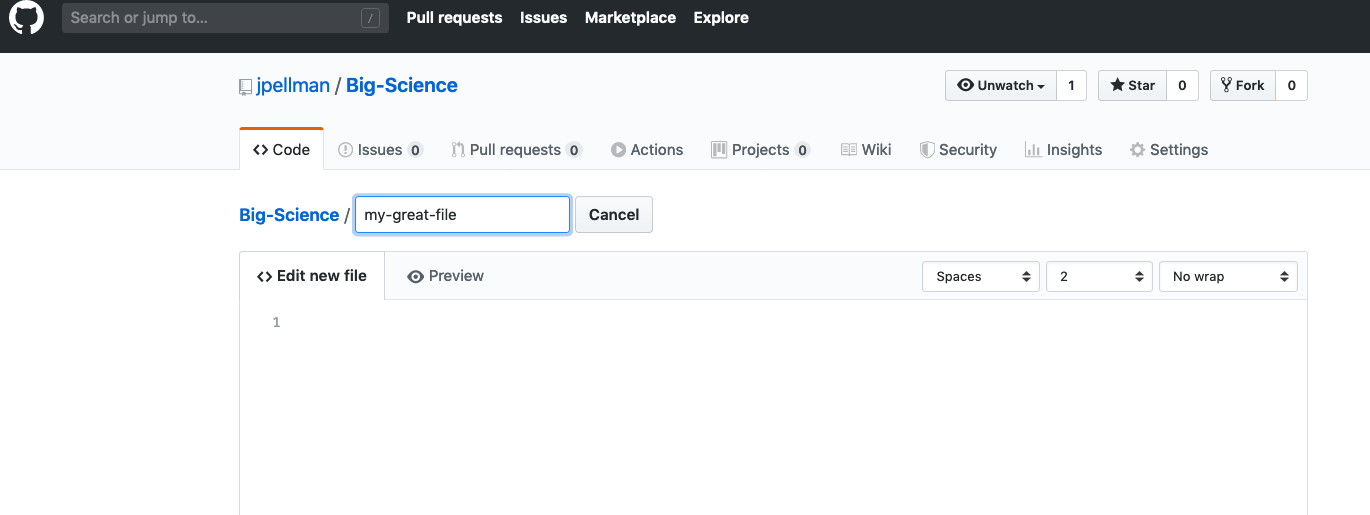 Search or jump to... / Pull requests Issues Marketplace Explore
jpellman / Big-Science Unwatch 1 Star 0 Fork 0
Code Issues 0 Pull requests 0 Actions Projects 0 Wiki Security Insights Settings
Big-Science / my-great-file Cancel
Edit new file Preview Spaces 2 No wrap
1